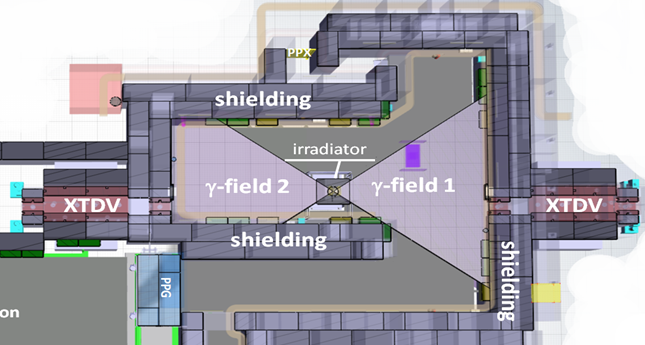 PPX
shielding
irradiator
γ-field 2
γ-field 1
XTDV
XTDV
shielding
shielding
PPG
on